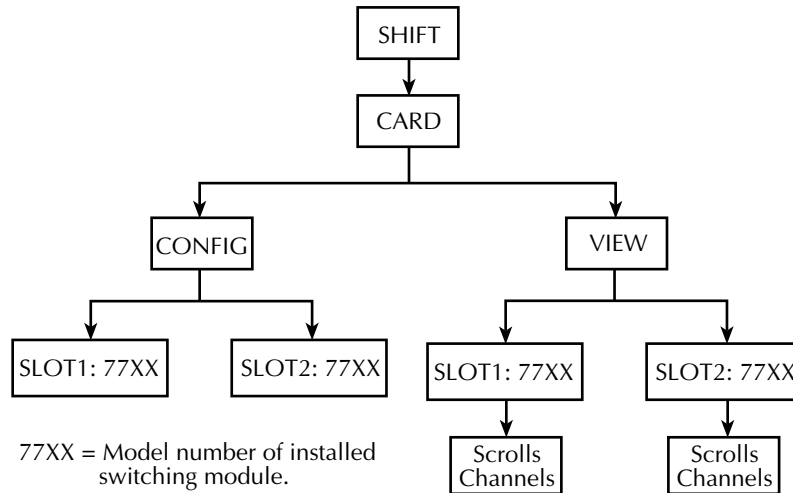 SHIFT
CARD
CONFIG
VIEW
SLOT1: 77XX
SLOT2: 77XX
SLOT1: 77XX
SLOT2: 77XX
77XX = Model number of installed
switching module.
Scrolls
Channels
Scrolls
Channels